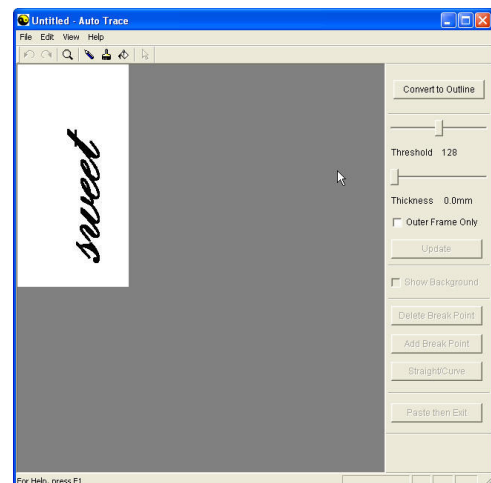 Untitled - Auto Trace
File Edit View Help
sweet
Convert to Outline
Threshold 128
Thickness 0.0mm
Outer Frame Only
Update
Show Background
Delete Break Point
Add Break Point
Straight/Curve
Paste then Exit
For Help, press F1